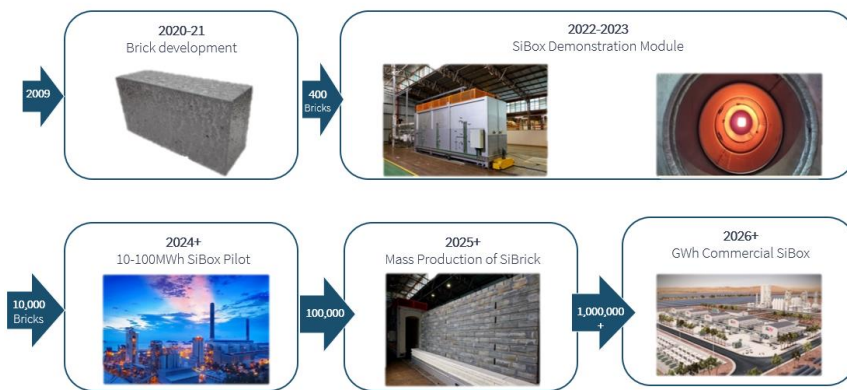 2009
2020-21
Brick development
400
Bricks
2022-2023
SiBox Demonstration Module
10,000
Bricks
2024+
10-100MWh SiBox Pilot
100,000
2025+
Mass Production of SiBrick
1,000,000
+
2026+
GWh Commercial SiBox